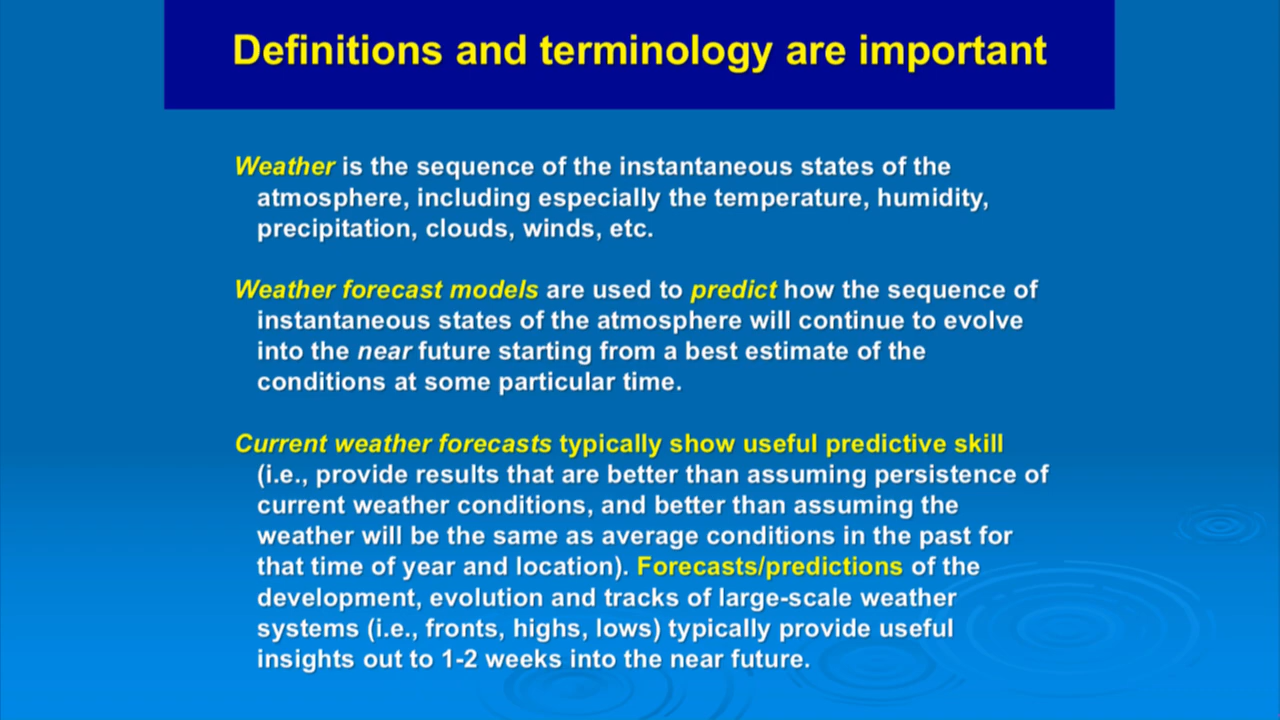 Definitions and terminology are important
Weather is the sequence of the instantaneous states of the
atmosphere, including especially the temperature, humidity,
precipitation, clouds, winds, etc.
Weather forecast models are used to predict how the sequence of
instantaneous states of the atmosphere will continue to evolve
into the near future starting from a best estimate of the
conditions at some particular time.
Current weather forecasts typically show useful predictive skill
(i.e., provide results that are better than assuming persistence of
current weather conditions, and better than assuming the
weather will be the same as average conditions in the past for
that time of year and location). Forecasts/predictions of the
development, evolution and tracks of large-scale weather
systems (i.e., fronts, highs, lows) typically provide useful
insights out to 1-2 weeks into the near future.